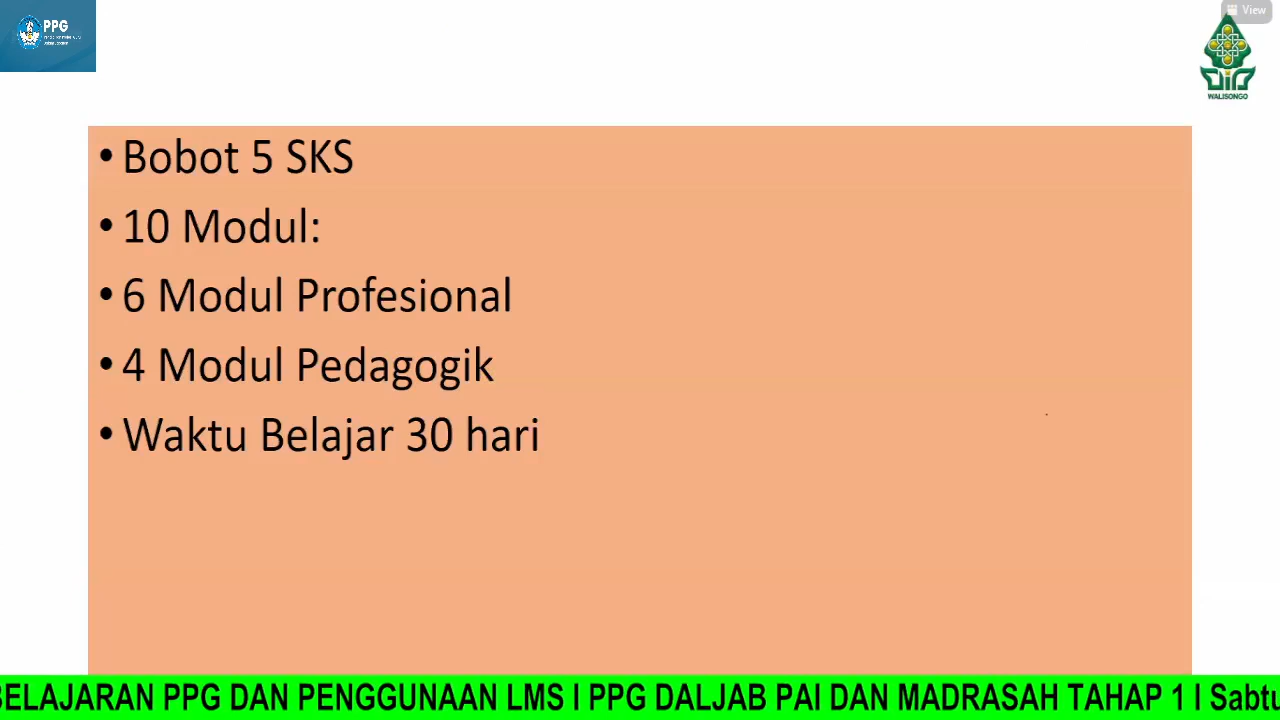 View
PPG
WALISONGO
• Bobot 5 SKS
• 10 Modul:
• 6 Modul Profesional
• 4 Modul Pedagogik
• Waktu Belajar 30 hari
BELAJARAN PPG DAN PENGGUNAAN LMS I PPG DALJAB PAI DAN MADRASAH TAHAP 1 I Sabtu